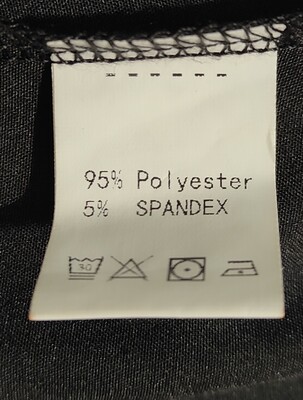 95% Polyester
5% SPANDEX
30